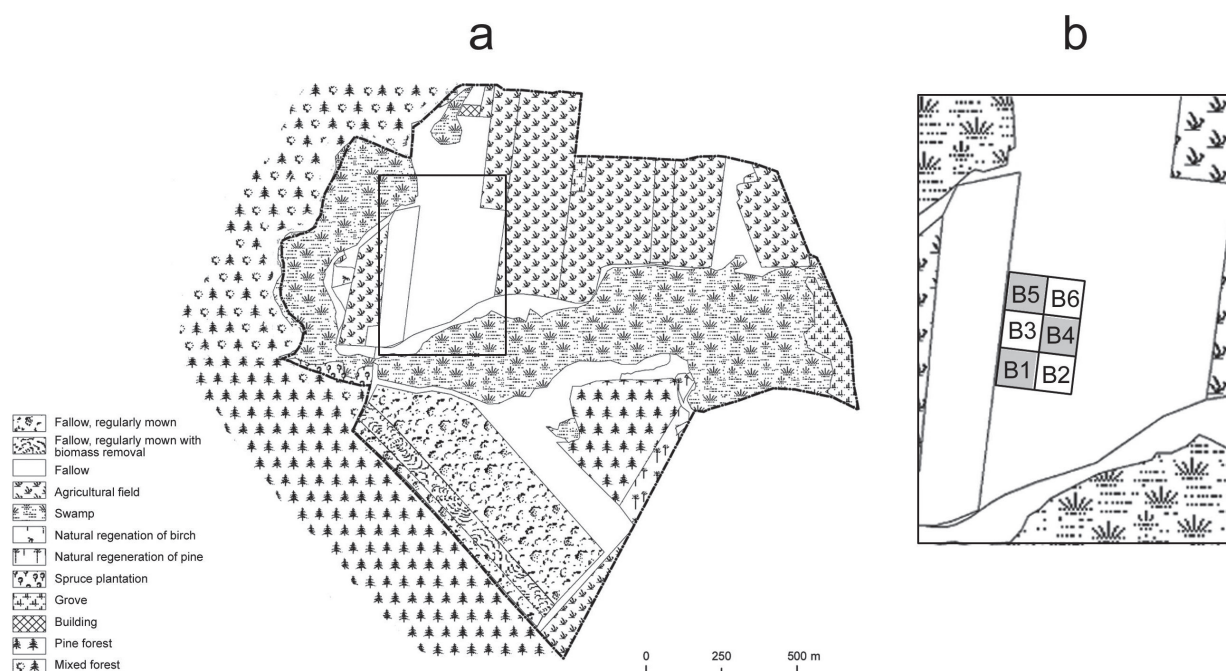 a
b
B5 B6
B3 B4
B1 B2
Fallow, regularly mown
Fallow, regularly mown with
biomass removal
Fallow
Agricultural field
Swamp
Natural regenation of birch
Natural regeneration of pine
Spruce plantation
Grove
Building
Pine forest
Mixed forest
0 250 500 m